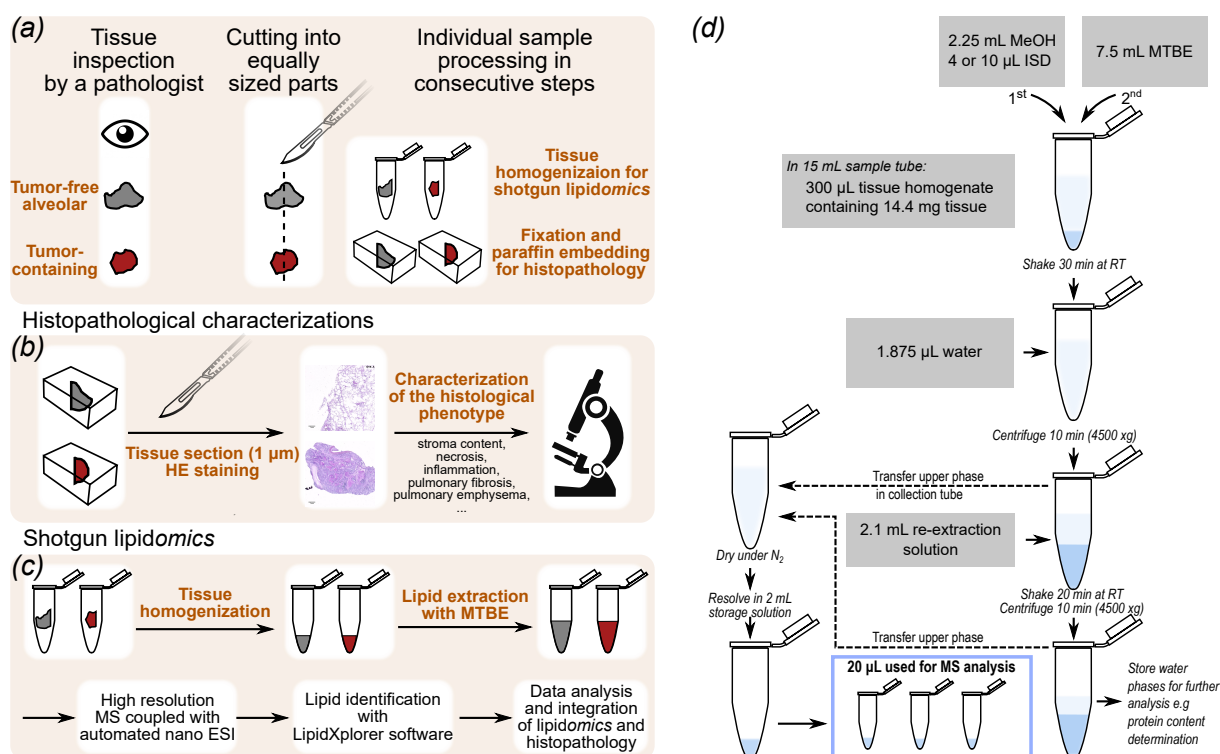 (a)
Tissue
inspection
by a pathologist
Cutting into
equally
sized parts
Individual sample
processing in
consecutive steps
Tumor-free
alveolar
Tumor-
containing
Tissue
homogenizaion for
shotgun lipidomics
Fixation and
paraffin embedding
for histopathology
Histopathological characterizations
(b)
Tissue section (1 µm)
HE staining
Characterization
of the histological
phenotype
stroma content,
necrosis,
inflammation,
pulmonary fibrosis,
pulmonary emphysema,
...
Shotgun lipidomics
(c)
Tissue
homogenization
Lipid extraction
with MTBE
High resolution
MS coupled with
automated nano ESI
Lipid identification
with
LipidXplorer software
Data analysis
and integration
of lipidomics and
histopathology
(d)
2.25 mL MeOH
4 or 10 µL ISD
7.5 mL MTBE
1st
2nd
In 15 mL sample tube:
300 µL tissue homogenate
containing 14.4 mg tissue
Shake 30 min at RT
1.875 µL water
Centrifuge 10 min (4500 xg)
Transfer upper phase
in collection tube
2.1 mL re-extraction
solution
Dry under N2
Resolve in 2 mL
storage solution
Shake 20 min at RT
Centrifuge 10 min (4500 xg)
Transfer upper phase
20 µL used for MS analysis
Store water
phases for further
analysis e.g
protein content
determination